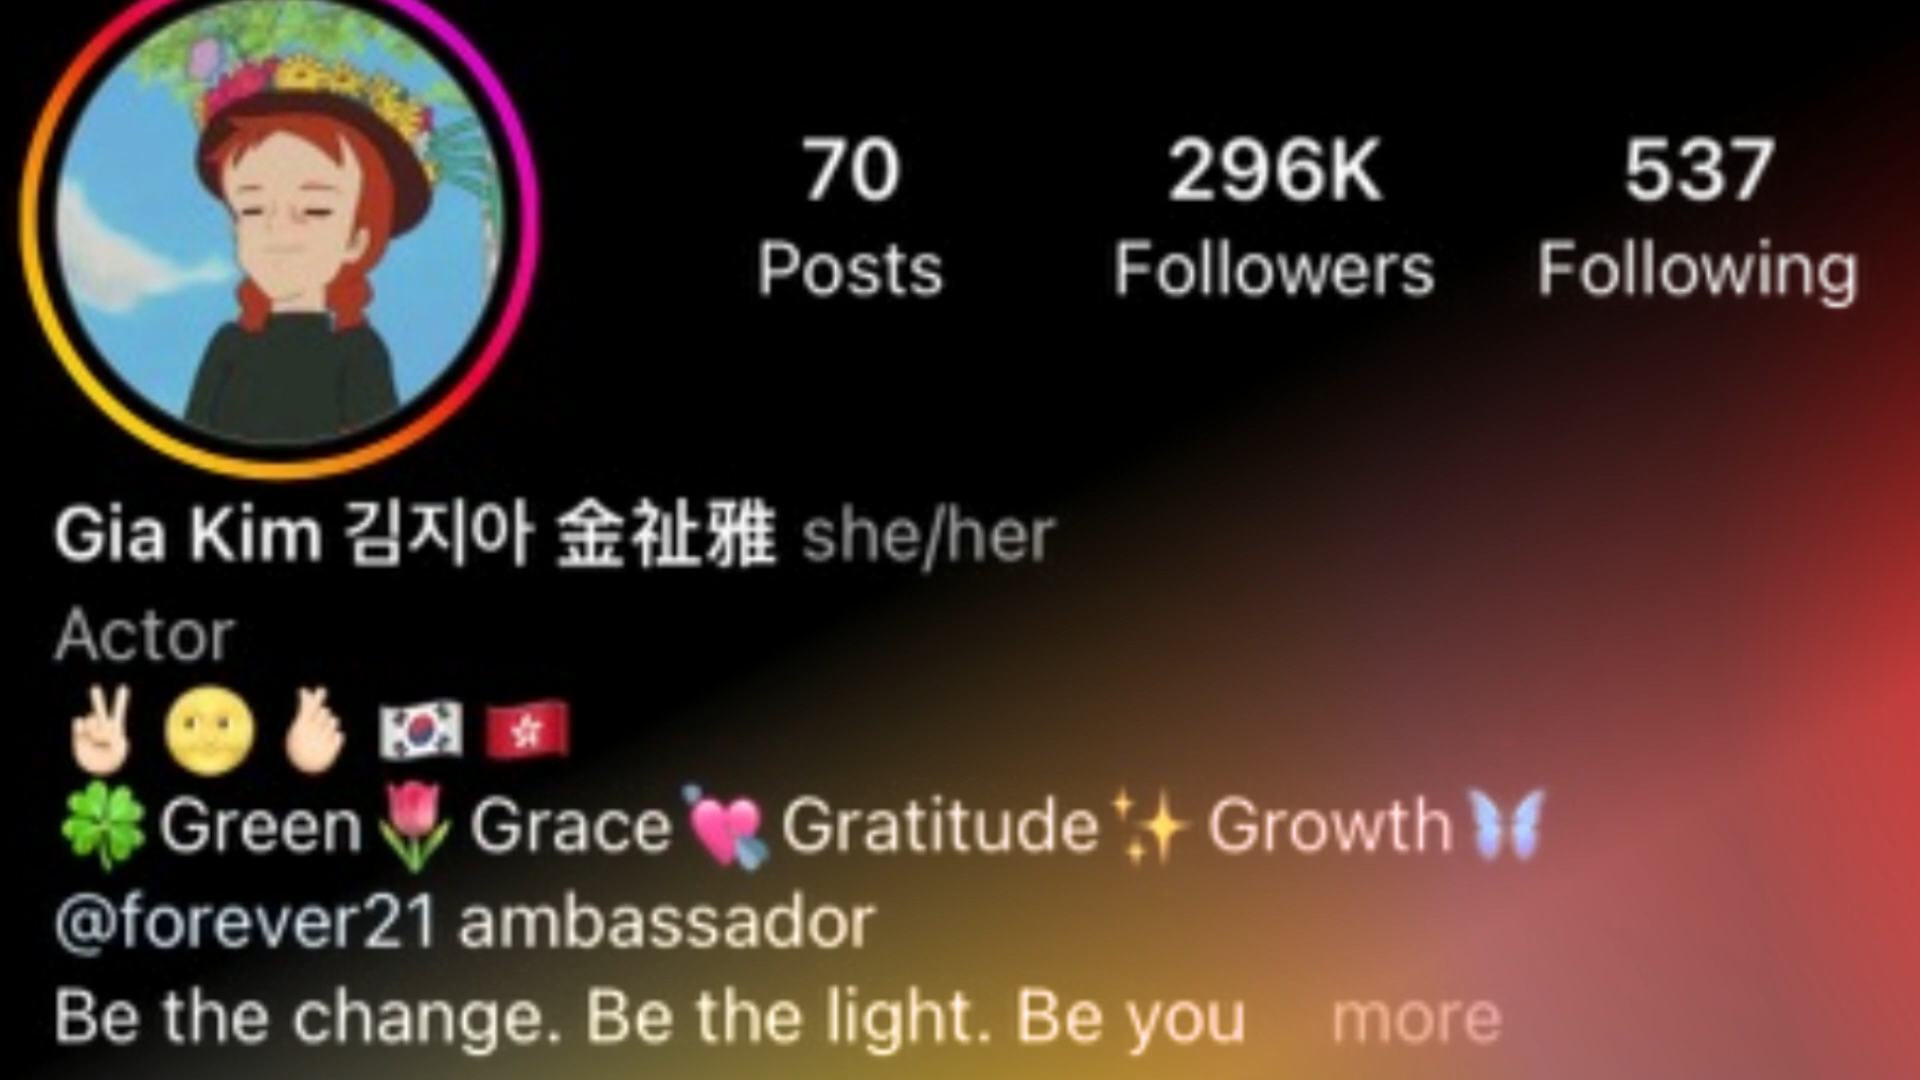 70 296K 537
Posts Followers Following
Gia Kim 김지아 金祉雅 she/her
Actor
✌🏻🌝🫰🏻🇰🇷🇭🇰
🍀Green🌷Grace💘Gratitude✨Growth🦋
@forever21 ambassador
Be the change. Be the light. Be you more